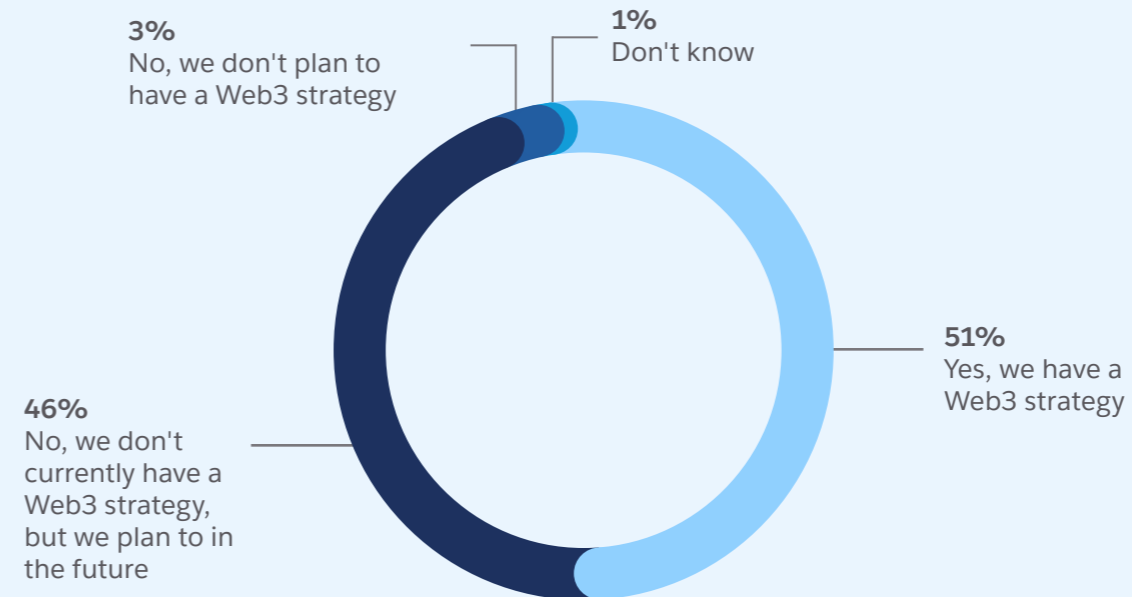 3%
No, we don't plan to
have a Web3 strategy
1%
Don't know
51%
Yes, we have a
Web3 strategy
46%
No, we don't
currently have a
Web3 strategy,
but we plan to in
the future